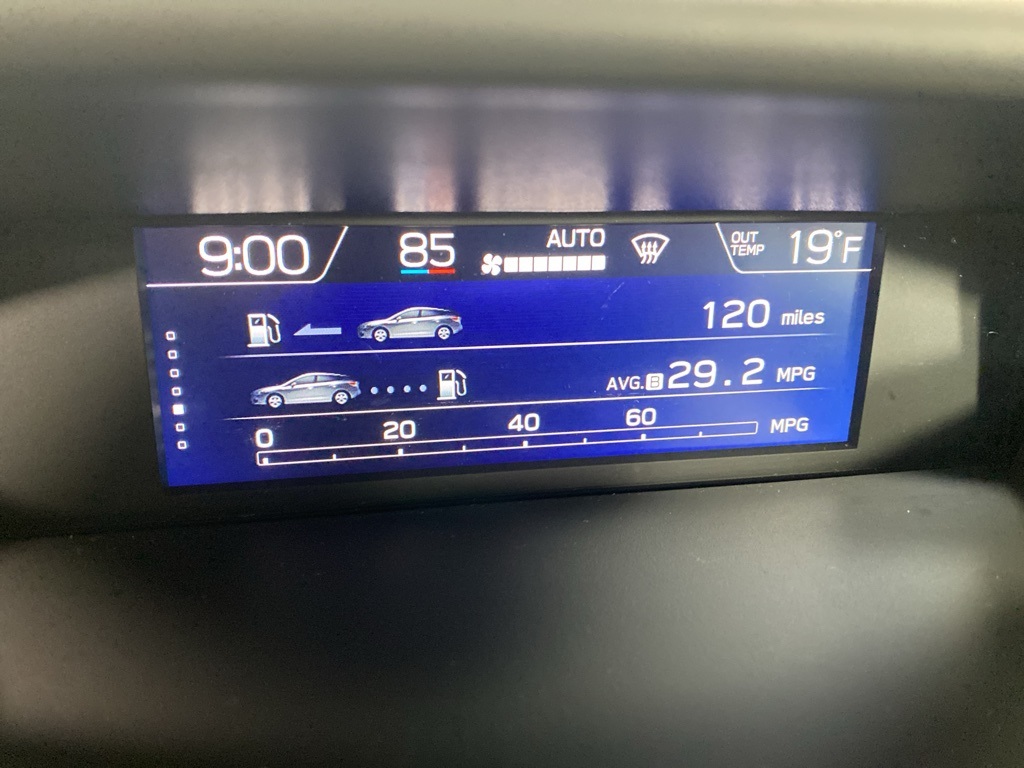 9:00 85 AUTO OUT TEMP 19°F
120 miles
AVG. B 29.2 MPG
0 20 40 60 MPG